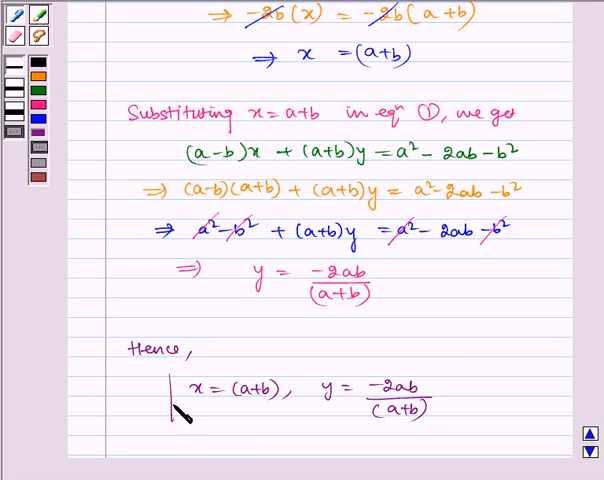 ⇒ -2b (x) = -2b (a+b)
⇒ x = (a+b)
Substituting x = a+b in eqn ①, we get
(a-b)x + (a+b)y = a² - 2ab - b²
⇒ (a-b)(a+b) + (a+b)y = a² - 2ab - b²
⇒ a² - b² + (a+b)y = a² - 2ab - b²
⇒ y = -2ab/(a+b)
Hence,
x = (a+b), y = -2ab/(a+b)